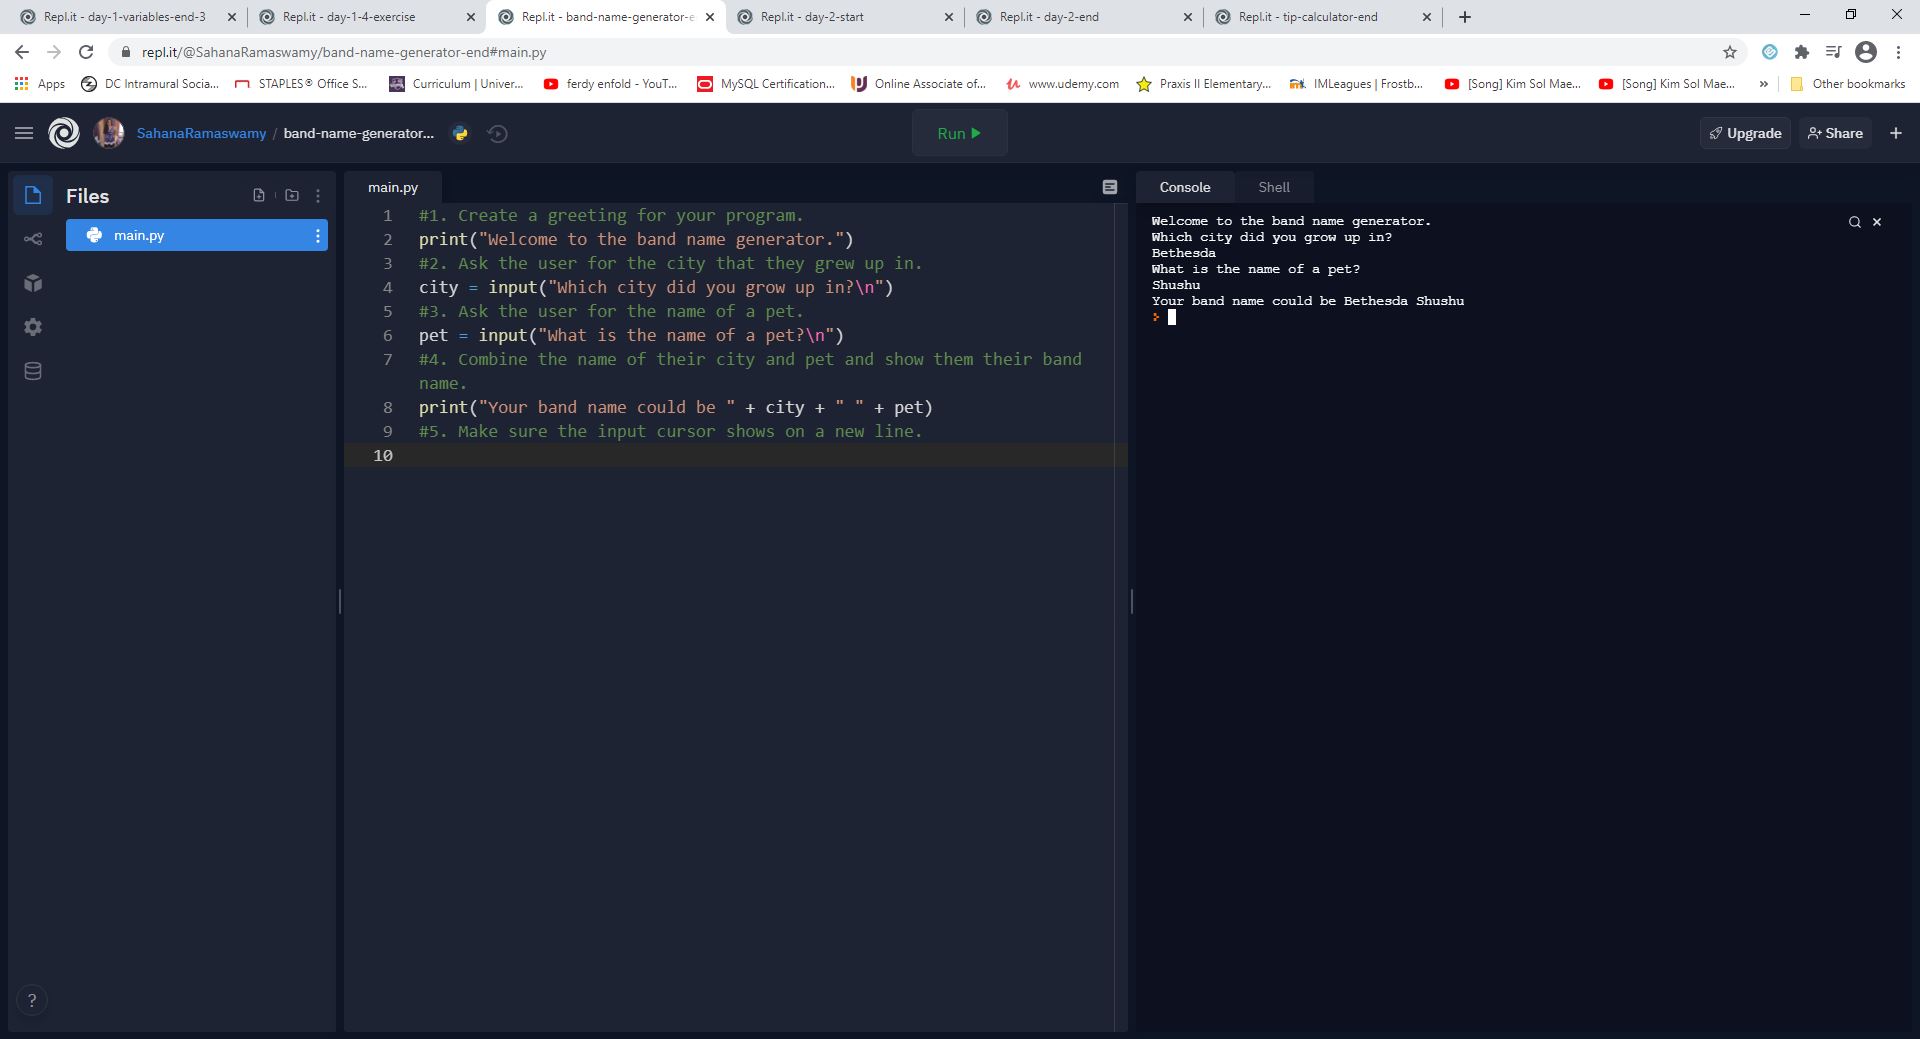 Repl.it - day-1-variables-end-3
Repl.it - day-1-4-exercise
Repl.it - band-name-generator-e
Repl.it - day-2-start
Repl.it - day-2-end
Repl.it - tip-calculator-end
repl.it/@SahanaRamaswamy/band-name-generator-end#main.py
Apps
DC Intramural Socia...
STAPLES® Office S...
Curriculum | Univer...
ferdy enfold - YouT...
MySQL Certification...
Online Associate of...
www.udemy.com
Praxis II Elementary...
IMLeagues | Frostb...
[Song] Kim Sol Mae...
[Song] Kim Sol Mae...
»
Other bookmarks
SahanaRamaswamy / band-name-generator...
Run
Upgrade
Share
Files
main.py
main.py
1 #1. Create a greeting for your program.
2 print("Welcome to the band name generator.")
3 #2. Ask the user for the city that they grew up in.
4 city = input("Which city did you grow up in?\n")
5 #3. Ask the user for the name of a pet.
6 pet = input("What is the name of a pet?\n")
7 #4. Combine the name of their city and pet and show them their band
name.
8 print("Your band name could be " + city + " " + pet)
9 #5. Make sure the input cursor shows on a new line.
10
Console
Shell
Welcome to the band name generator.
Which city did you grow up in?
Bethesda
What is the name of a pet?
Shushu
Your band name could be Bethesda Shushu
?